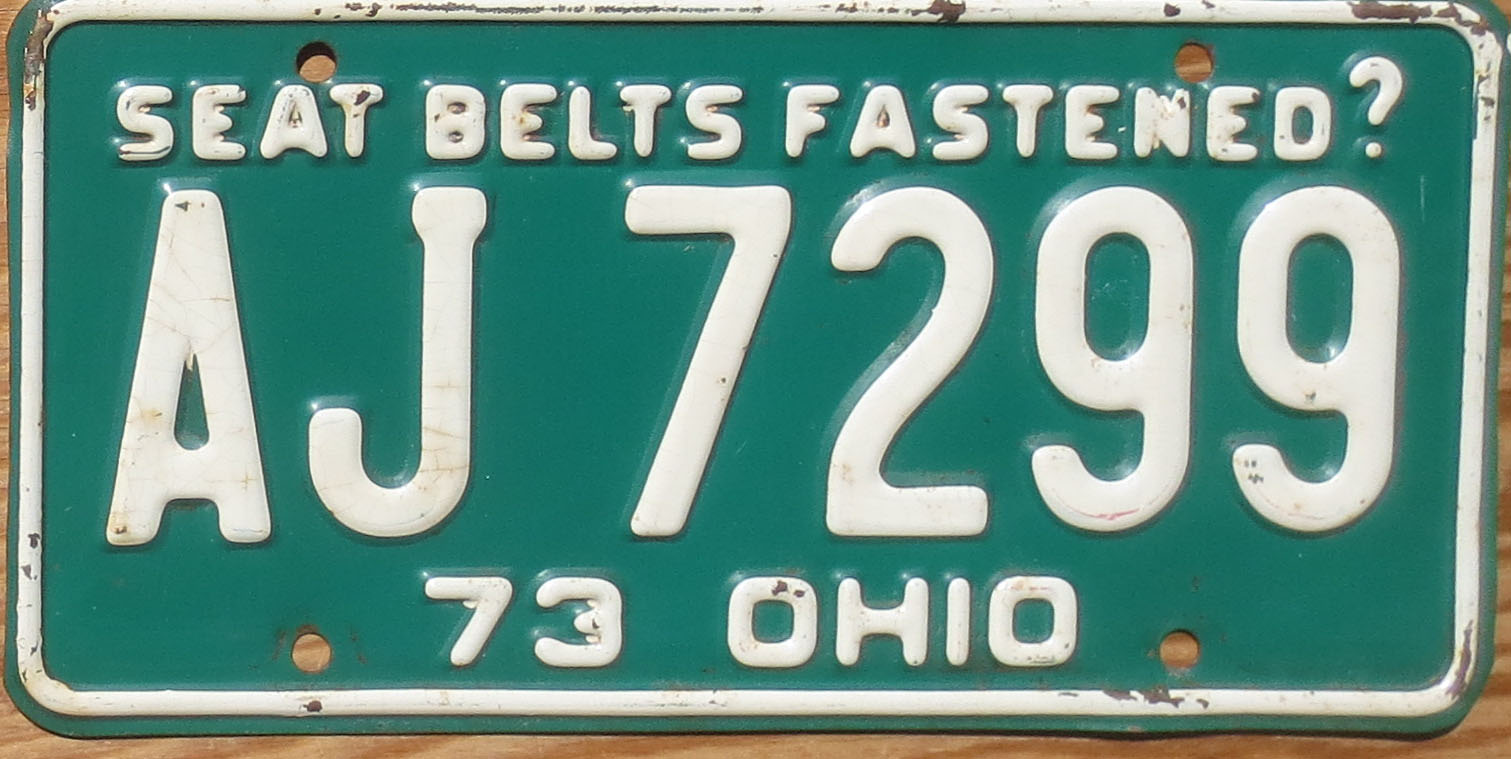 SEAT BELTS FASTENED?
AJ 7299
73 OHIO